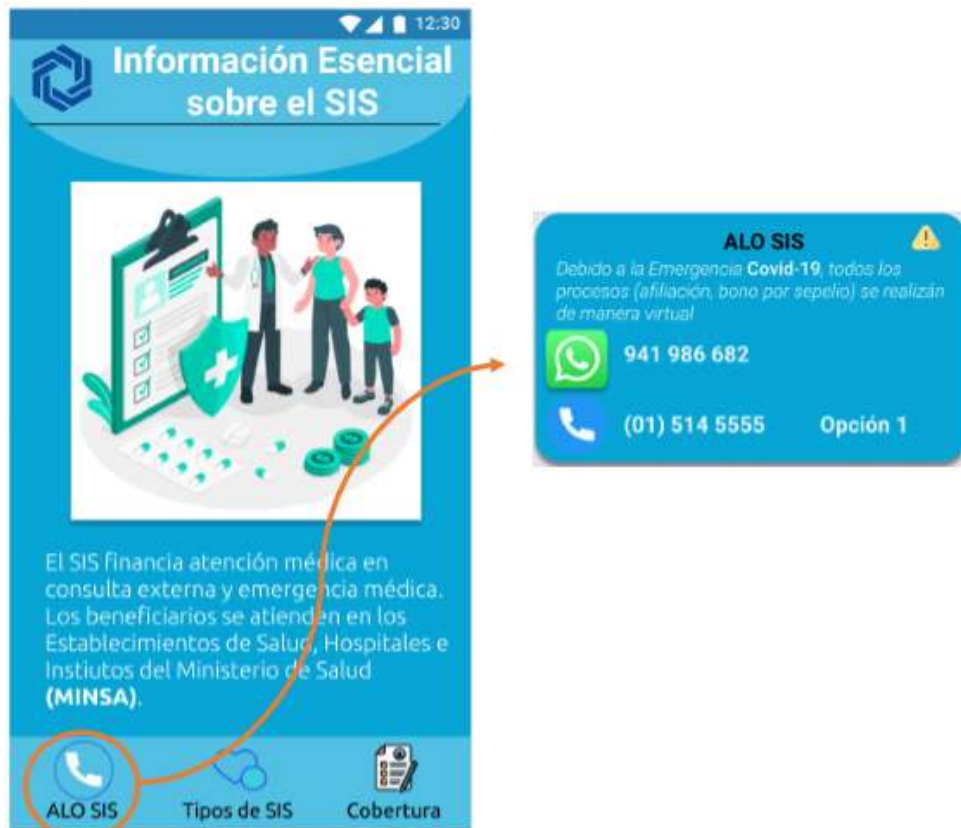 12:30
Información Esencial
sobre el SIS
El SIS financia atención médica en
consulta externa y emergencia médica.
Los beneficiarios se atienden en los
Establecimientos de Salud, Hospitales e
Instiutos del Ministerio de Salud
(MINSA).
ALO SIS
Tipos de SIS
Cobertura
ALO SIS
Debido a la Emergencia Covid-19, todos los
procesos (afiliación, bono por sepelio) se realizán
de manera virtual
941 986 682
(01) 514 5555 Opción 1